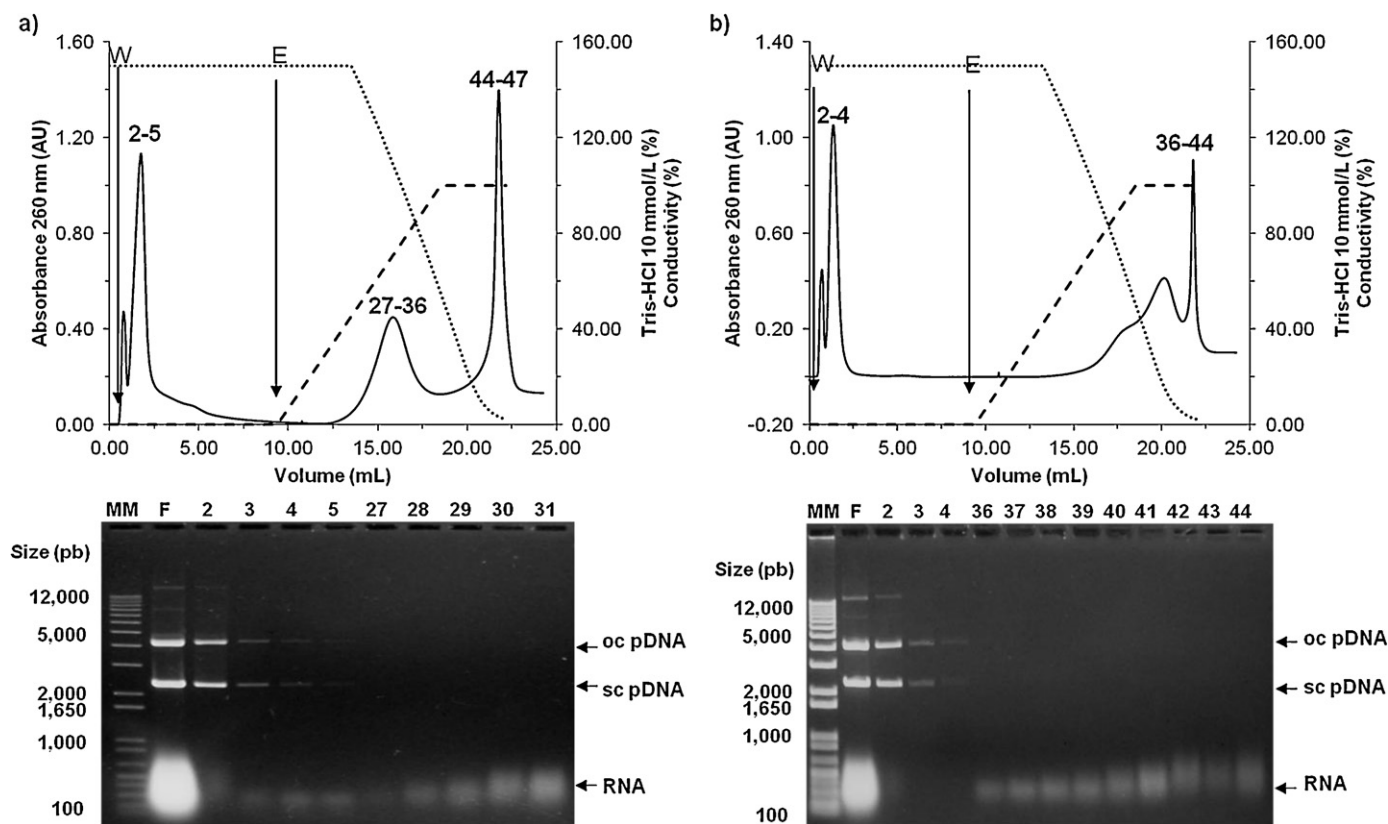 a)
1.60
1.20
0.80
0.40
0.00
0.00 5.00 10.00 15.00 20.00 25.00
160.00
120.00
80.00
40.00
0.00
Absorbance 260 nm (AU)
Volume (mL)
Tris-HCl 10 mmol/L (%)
Conductivity (%)
W
E
2-5
27-36
44-47
b)
1.40
1.00
0.60
0.20
-0.20
0.00 5.00 10.00 15.00 20.00 25.00
160.00
120.00
80.00
40.00
0.00
Absorbance 260 nm (AU)
Volume (mL)
Tris-HCl 10 mmol/L (%)
Conductivity (%)
W
E
2-4
36-44
MM F 2 3 4 5 27 28 29 30 31
Size (pb)
12,000
5,000
2,000
1,650
1,000
100
oc pDNA
sc pDNA
RNA
MM F 2 3 4 36 37 38 39 40 41 42 43 44
Size (pb)
12,000
5,000
2,000
1,650
1,000
100
oc pDNA
sc pDNA
RNA